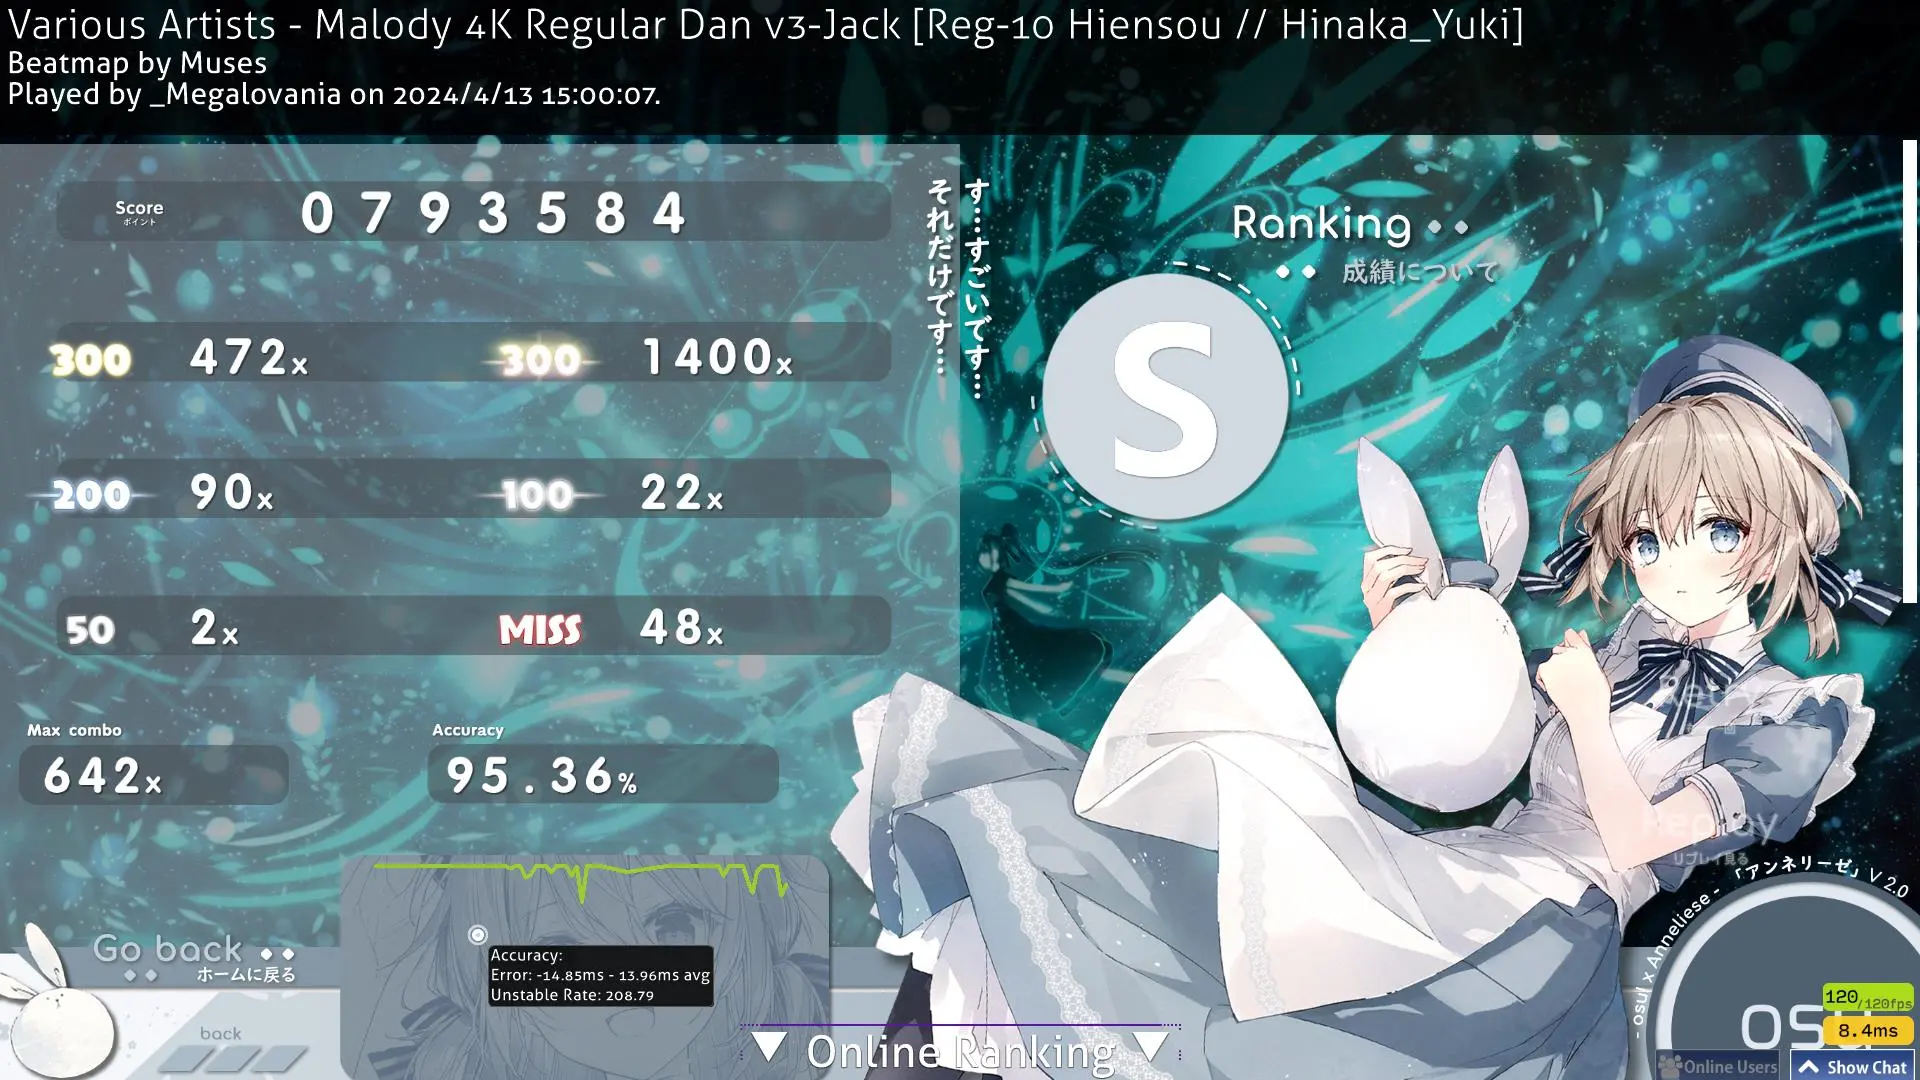 Various Artists - Malody 4K Regular Dan v3-Jack [Reg-10 Hiensou // Hinaka_Yuki]
Beatmap by Muses
Played by _Megalovania on 2024/4/13 15:00:07.
Score
ポイント
0793584
す…すごいです…
それだけです…
Ranking
成績について
S
300 472x
300 1400x
200 90x
100 22x
50 2x
MISS 48x
Max combo
642x
Accuracy
95.36%
Accuracy:
Error: -14.85ms - 13.96ms avg
Unstable Rate: 208.79
Go back
ホームに戻る
back
Online Ranking
Replay
リプレイ見る
- osu! x Anneliese - 「アンネリーゼ」 V 2.0
120/120fps
8.4ms
Online Users
Show Chat